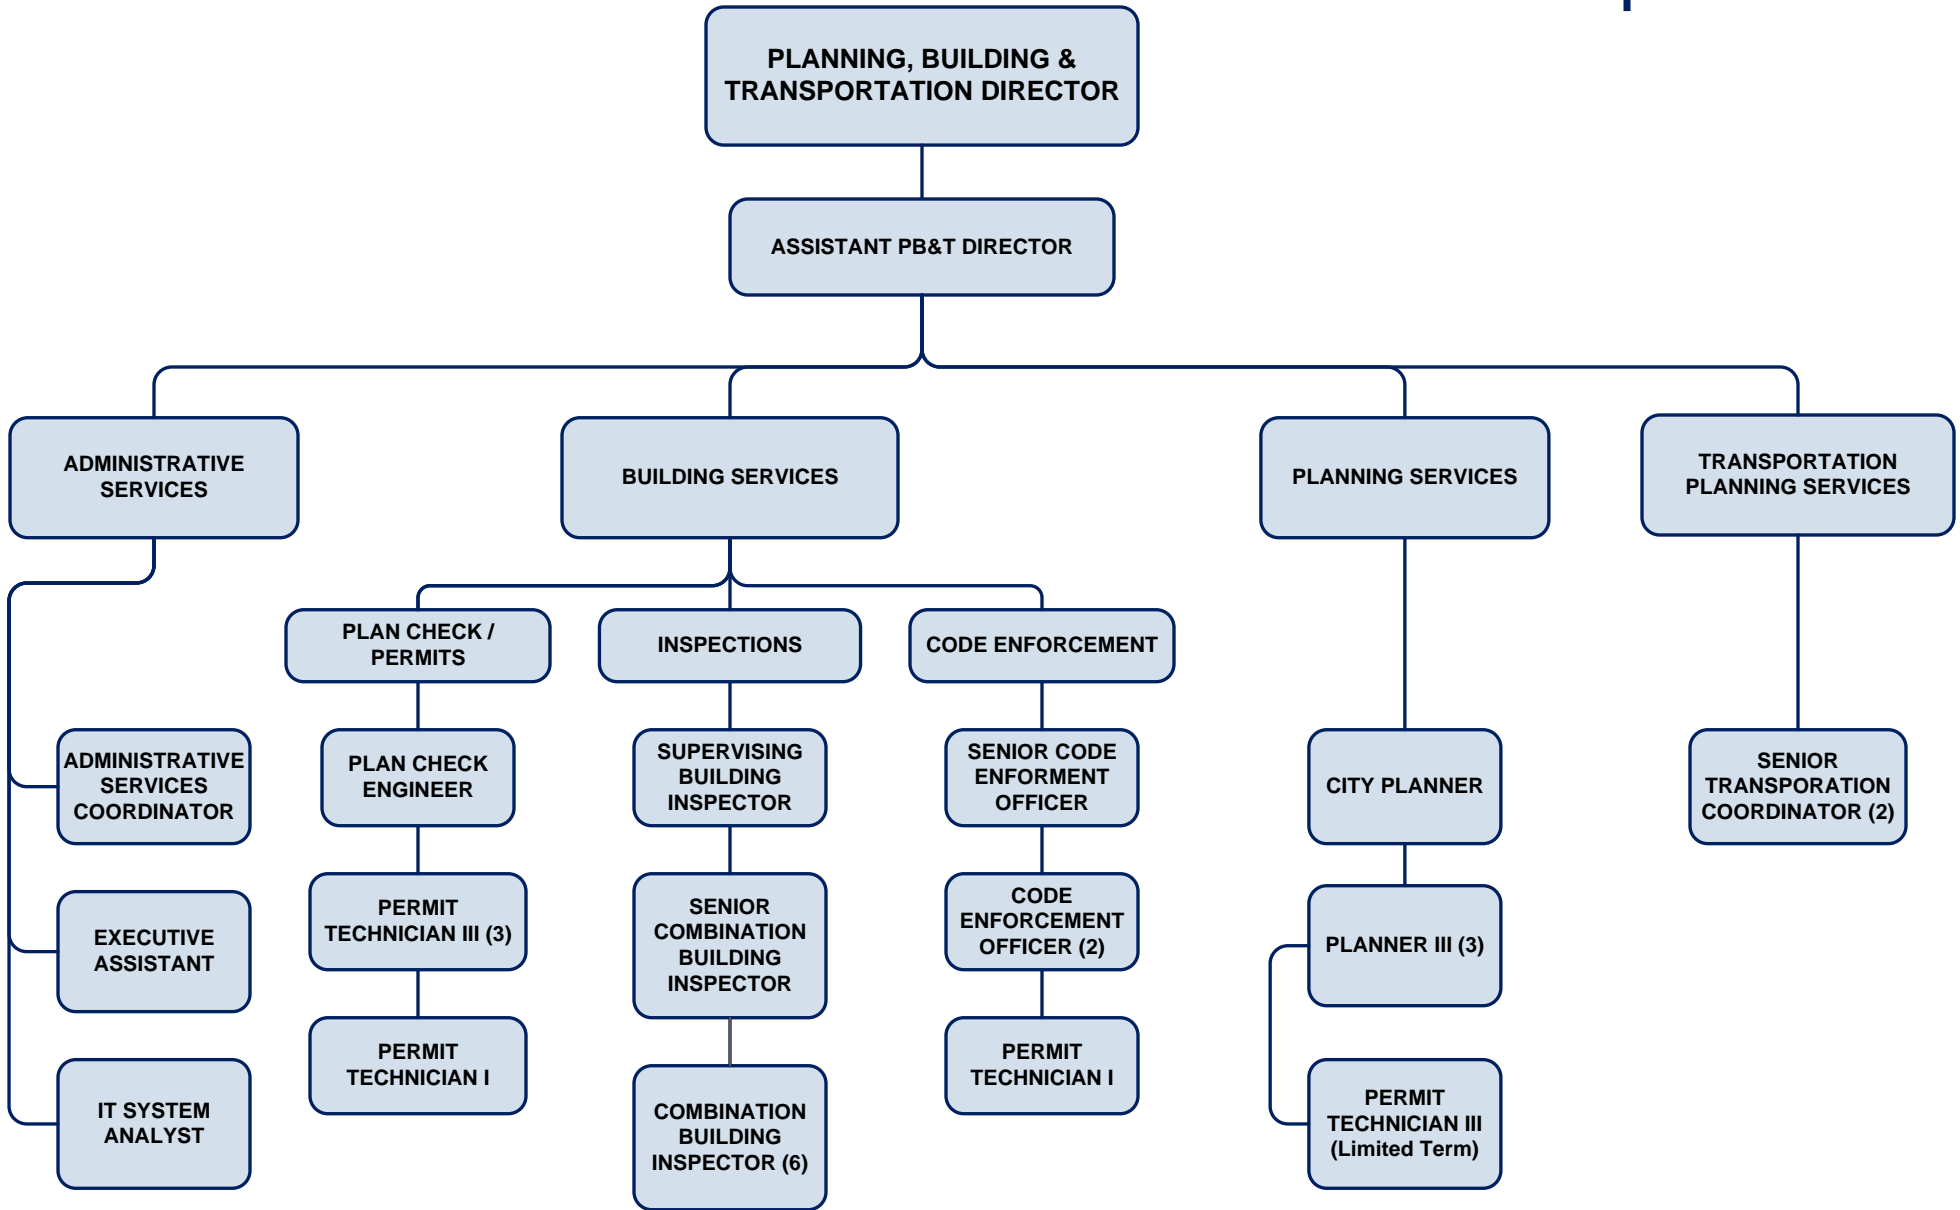 PLANNING, BUILDING &
TRANSPORTATION DIRECTOR
ASSISTANT PB&T DIRECTOR
ADMINISTRATIVE
SERVICES
BUILDING SERVICES
PLANNING SERVICES
TRANSPORTATION
PLANNING SERVICES
PLAN CHECK /
PERMITS
INSPECTIONS
CODE ENFORCEMENT
ADMINISTRATIVE
SERVICES
COORDINATOR
PLAN CHECK
ENGINEER
SUPERVISING
BUILDING
INSPECTOR
SENIOR CODE
ENFORMENT
OFFICER
CITY PLANNER
SENIOR
TRANSPORATION
COORDINATOR (2)
EXECUTIVE
ASSISTANT
PERMIT
TECHNICIAN III (3)
SENIOR
COMBINATION
BUILDING
INSPECTOR
CODE
ENFORCEMENT
OFFICER (2)
PLANNER III (3)
IT SYSTEM
ANALYST
PERMIT
TECHNICIAN I
COMBINATION
BUILDING
INSPECTOR (6)
PERMIT
TECHNICIAN I
PERMIT
TECHNICIAN III
(Limited Term)